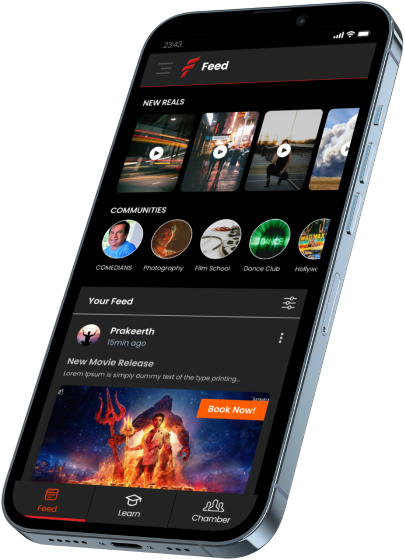 23:43
Feed
NEW REALS
COMMUNITIES
COMEDIANS Photography Film School Dance Club Hollywo
Your Feed
Prakeerth
15min ago
New Movie Release
Lorem Ipsum is simply dummy text of the type printing...
Book Now!
Feed Learn Chamber